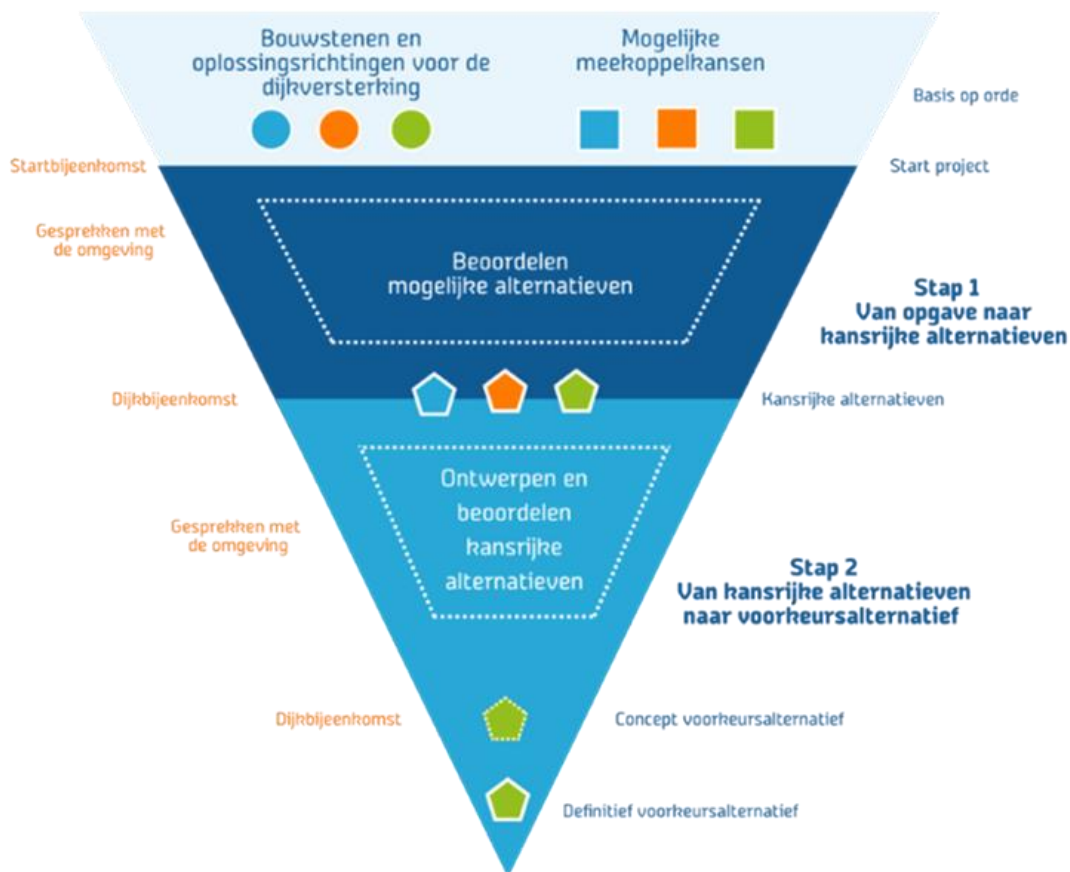 Bouwstenen en
oplossingsrichtingen voor de
dijkversterking
Mogelijke
meekoppelkansen
Basis op orde
Startbijeenkomst
Start project
Gesprekken met
de omgeving
Beoordelen
mogelijke alternatieven
Stap 1
Van opgave naar
kansrijke alternatieven
Dijkbijeenkomst
Kansrijke alternatieven
Ontwerpen en
beoordelen
kansrijke
alternatieven
Gesprekken met
de omgeving
Stap 2
Van kansrijke alternatieven
naar voorkeursalternatief
Dijkbijeenkomst
Concept voorkeursalternatief
Definitief voorkeursalternatief